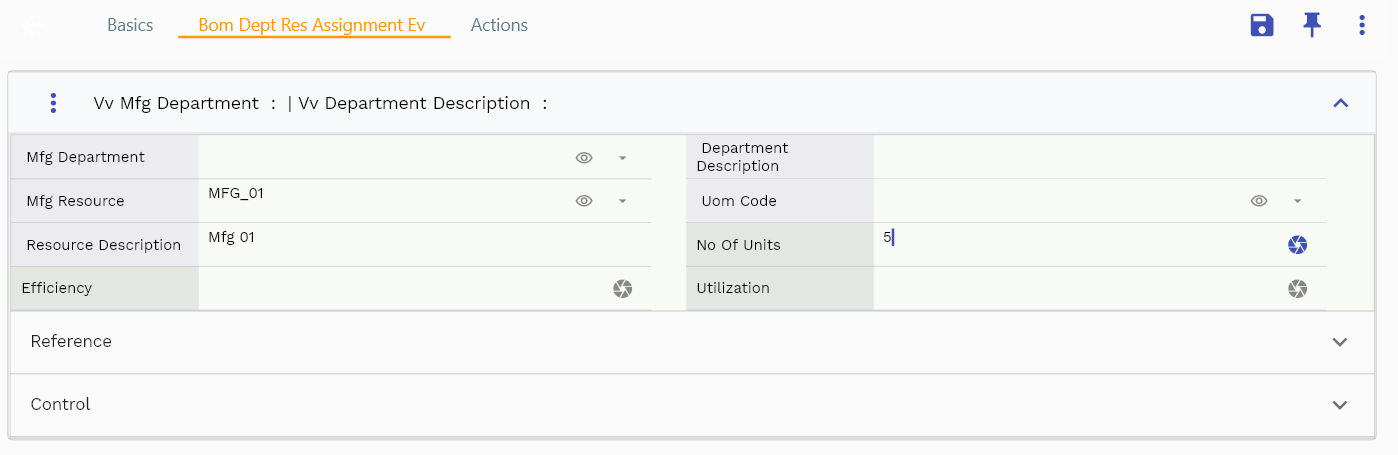 Basics Bom Dept Res Assignment Ev Actions
Vv Mfg Department : | Vv Department Description :
Mfg Department
Department Description
Mfg Resource MFG_01
Uom Code
Resource Description Mfg 01
No Of Units 5
Efficiency
Utilization
Reference
Control